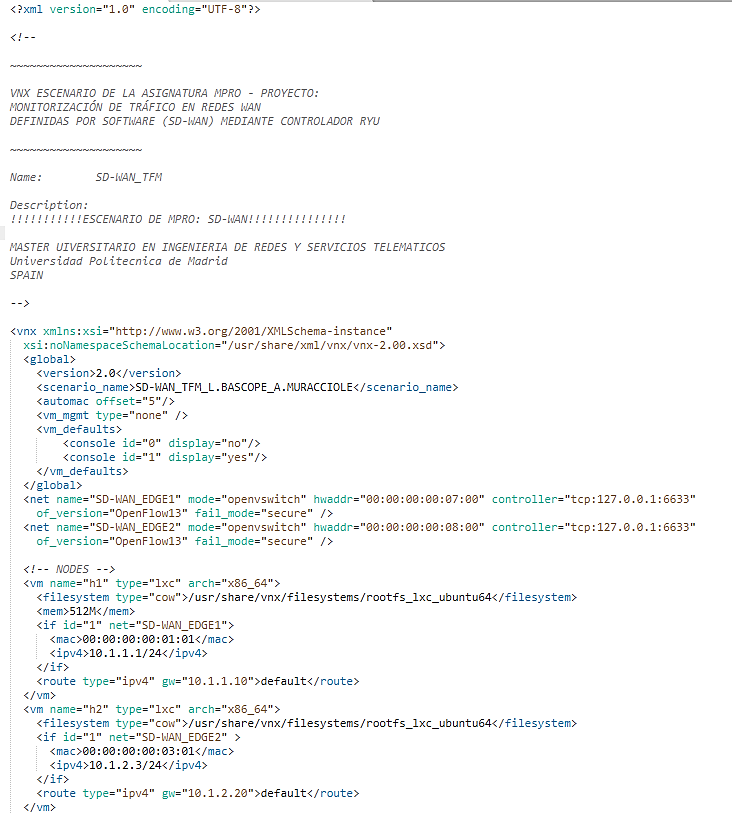 <?xml version="1.0" encoding="UTF-8"?>
<!--
~~~~~~~~~~~~~~~~~~~~
VNX ESCENARIO DE LA ASIGNATURA MPRO - PROYECTO:
MONITORIZACIÓN DE TRÁFICO EN REDES WAN
DEFINIDAS POR SOFTWARE (SD-WAN) MEDIANTE CONTROLADOR RYU
~~~~~~~~~~~~~~~~~~~~
Name:        SD-WAN_TFM
Description:
!!!!!!!!!!!ESCENARIO DE MPRO: SD-WAN!!!!!!!!!!!!!!!
MASTER UIVERSITARIO EN INGENIERIA DE REDES Y SERVICIOS TELEMATICOS
Universidad Politecnica de Madrid
SPAIN
-->
<vnx xmlns:xsi="http://www.w3.org/2001/XMLSchema-instance"
  xsi:noNamespaceSchemaLocation="/usr/share/xml/vnx/vnx-2.00.xsd">
  <global>
    <version>2.0</version>
    <scenario_name>SD-WAN_TFM_L.BASCOPE_A.MURACCIOLE</scenario_name>
    <automac offset="5"/>
    <vm_mgmt type="none" />
    <vm_defaults>
        <console id="0" display="no"/>
        <console id="1" display="yes"/>
    </vm_defaults>
  </global>
  <net name="SD-WAN_EDGE1" mode="openvswitch" hwaddr="00:00:00:00:07:00" controller="tcp:127.0.0.1:6633"
    of_version="OpenFlow13" fail_mode="secure" />
  <net name="SD-WAN_EDGE2" mode="openvswitch" hwaddr="00:00:00:00:08:00" controller="tcp:127.0.0.1:6633"
    of_version="OpenFlow13" fail_mode="secure" />
  <!-- NODES -->
  <vm name="h1" type="lxc" arch="x86_64">
    <filesystem type="cow">/usr/share/vnx/filesystems/rootfs_lxc_ubuntu64</filesystem>
    <mem>512M</mem>
    <if id="1" net="SD-WAN_EDGE1">
      <mac>00:00:00:00:01:01</mac>
      <ipv4>10.1.1.1/24</ipv4>
    </if>
    <route type="ipv4" gw="10.1.1.10">default</route>
  </vm>
  <vm name="h2" type="lxc" arch="x86_64">
    <filesystem type="cow">/usr/share/vnx/filesystems/rootfs_lxc_ubuntu64</filesystem>
    <if id="1" net="SD-WAN_EDGE2" >
      <mac>00:00:00:00:03:01</mac>
      <ipv4>10.1.2.3/24</ipv4>
    </if>
    <route type="ipv4" gw="10.1.2.20">default</route>
  </vm>